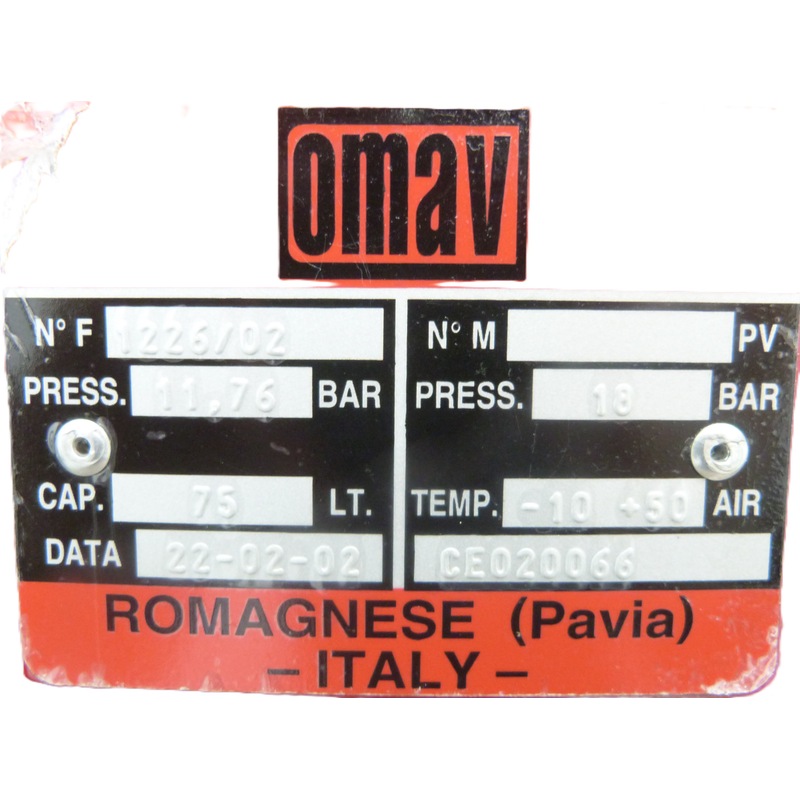 omav
N° F 1226/02
PRESS. 11,76 BAR
CAP. 75 LT.
DATA 22-02-02
N° M PV
PRESS. 18 BAR
TEMP. -10 +50 AIR
CE020066
ROMAGNESE (Pavia)
– ITALY –